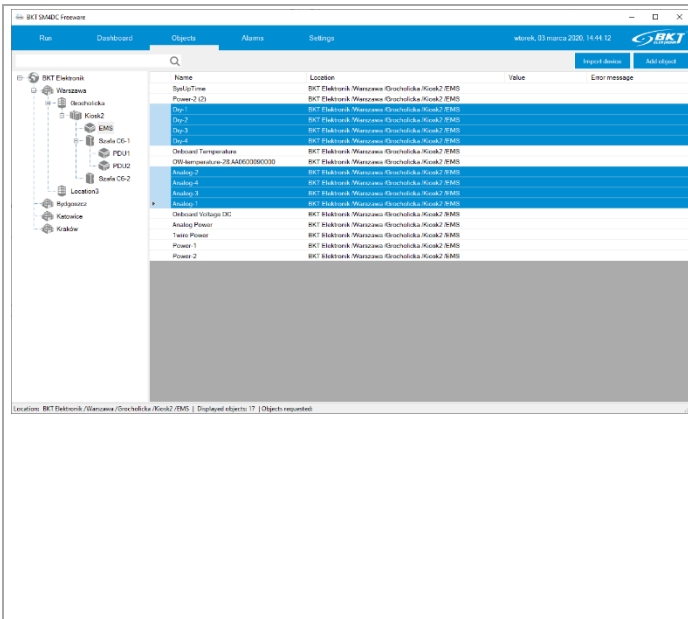 BKT SM4DC Freeware
Run Dashboard Objects Alarms Settings wtorek, 03 marca 2020, 14:44:12 BKT ELEKTRONIK
Import device Add object
BKT Elektronik
Warszawa
Grocholicka
Kiosk2
EMS
Szafa C6-1
PDU1
PDU2
Szafa C6-2
Location3
Bydgoszcz
Katowice
Kraków
Name Location Value Error message
SysUpTime BKT Elektronik /Warszawa /Grocholicka /Kiosk2 /EMS
Power-2 (2) BKT Elektronik /Warszawa /Grocholicka /Kiosk2 /EMS
Dry-1 BKT Elektronik /Warszawa /Grocholicka /Kiosk2 /EMS
Dry-2 BKT Elektronik /Warszawa /Grocholicka /Kiosk2 /EMS
Dry-3 BKT Elektronik /Warszawa /Grocholicka /Kiosk2 /EMS
Dry-4 BKT Elektronik /Warszawa /Grocholicka /Kiosk2 /EMS
Onboard Temperature BKT Elektronik /Warszawa /Grocholicka /Kiosk2 /EMS
OW-temperature-28.AA0600090000 BKT Elektronik /Warszawa /Grocholicka /Kiosk2 /EMS
Analog-2 BKT Elektronik /Warszawa /Grocholicka /Kiosk2 /EMS
Analog-4 BKT Elektronik /Warszawa /Grocholicka /Kiosk2 /EMS
Analog-3 BKT Elektronik /Warszawa /Grocholicka /Kiosk2 /EMS
Analog-1 BKT Elektronik /Warszawa /Grocholicka /Kiosk2 /EMS
Onboard Voltage DC BKT Elektronik /Warszawa /Grocholicka /Kiosk2 /EMS
Analog Power BKT Elektronik /Warszawa /Grocholicka /Kiosk2 /EMS
1wire Power BKT Elektronik /Warszawa /Grocholicka /Kiosk2 /EMS
Power-1 BKT Elektronik /Warszawa /Grocholicka /Kiosk2 /EMS
Power-2 BKT Elektronik /Warszawa /Grocholicka /Kiosk2 /EMS
Location: BKT Elektronik /Warszawa /Grocholicka /Kiosk2 /EMS | Displayed objects: 17 | Objects requested: